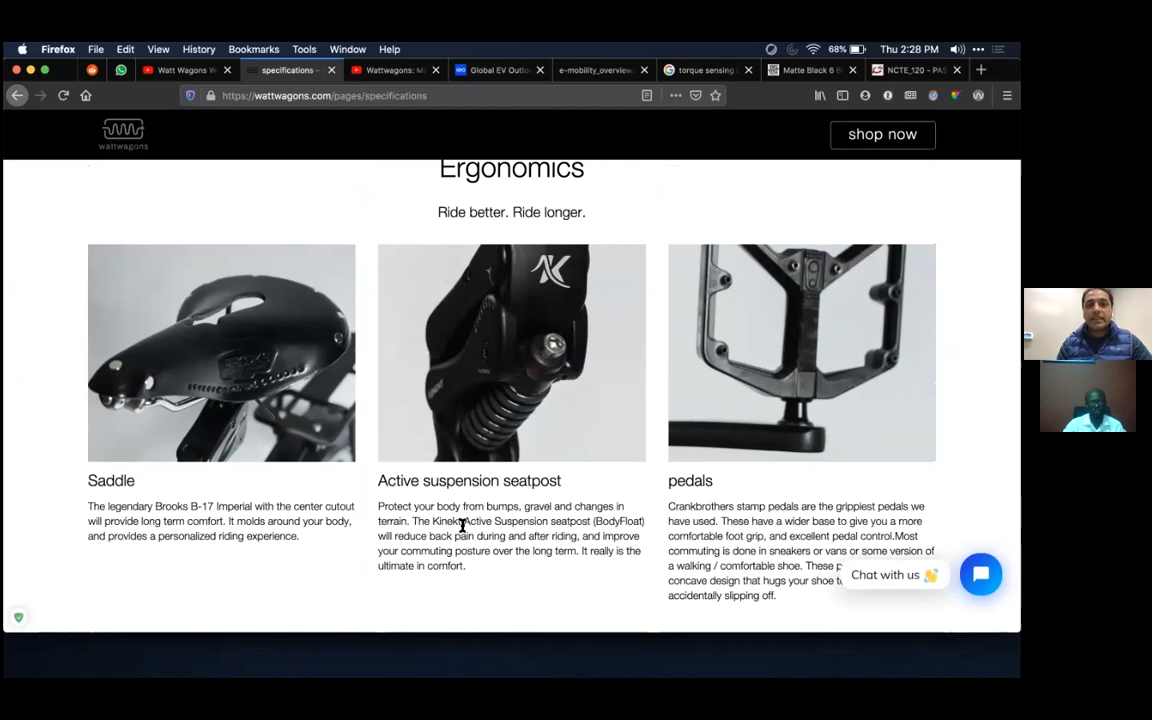 Firefox File Edit View History Bookmarks Tools Window Help 68% Thu 2:28 PM
Watt Wagons W specifications – Wattwagons: M Global EV Outlo e-mobility_overview. torque sensing Matte Black 6 B NCTE_120 - PAS
https://wattwagons.com/pages/specifications
wattwagons
shop now
Ergonomics
Ride better. Ride longer.
BROOKS
Saddle
The legendary Brooks B-17 Imperial with the center cutout
will provide long term comfort. It molds around your body,
and provides a personalized riding experience.
Active suspension seatpost
Protect your body from bumps, gravel and changes in
terrain. The Kinekt Active Suspension seatpost (BodyFloat)
will reduce back pain during and after riding, and improve
your commuting posture over the long term. It really is the
ultimate in comfort.
pedals
Crankbrothers stamp pedals are the grippiest pedals we
have used. These have a wider base to give you a more
comfortable foot grip, and excellent pedal control.Most
commuting is done in sneakers or vans or some version of
a walking / comfortable shoe. These
concave design that hugs your shoe
accidentally slipping off.
Chat with us 👋